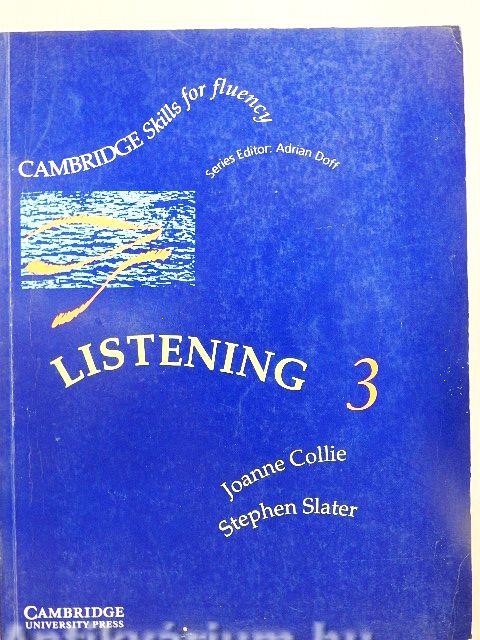 CAMBRIDGE Skills for fluency
Series Editor: Adrian Doff
LISTENING 3
Joanne Collie
Stephen Slater
CAMBRIDGE
UNIVERSITY PRESS